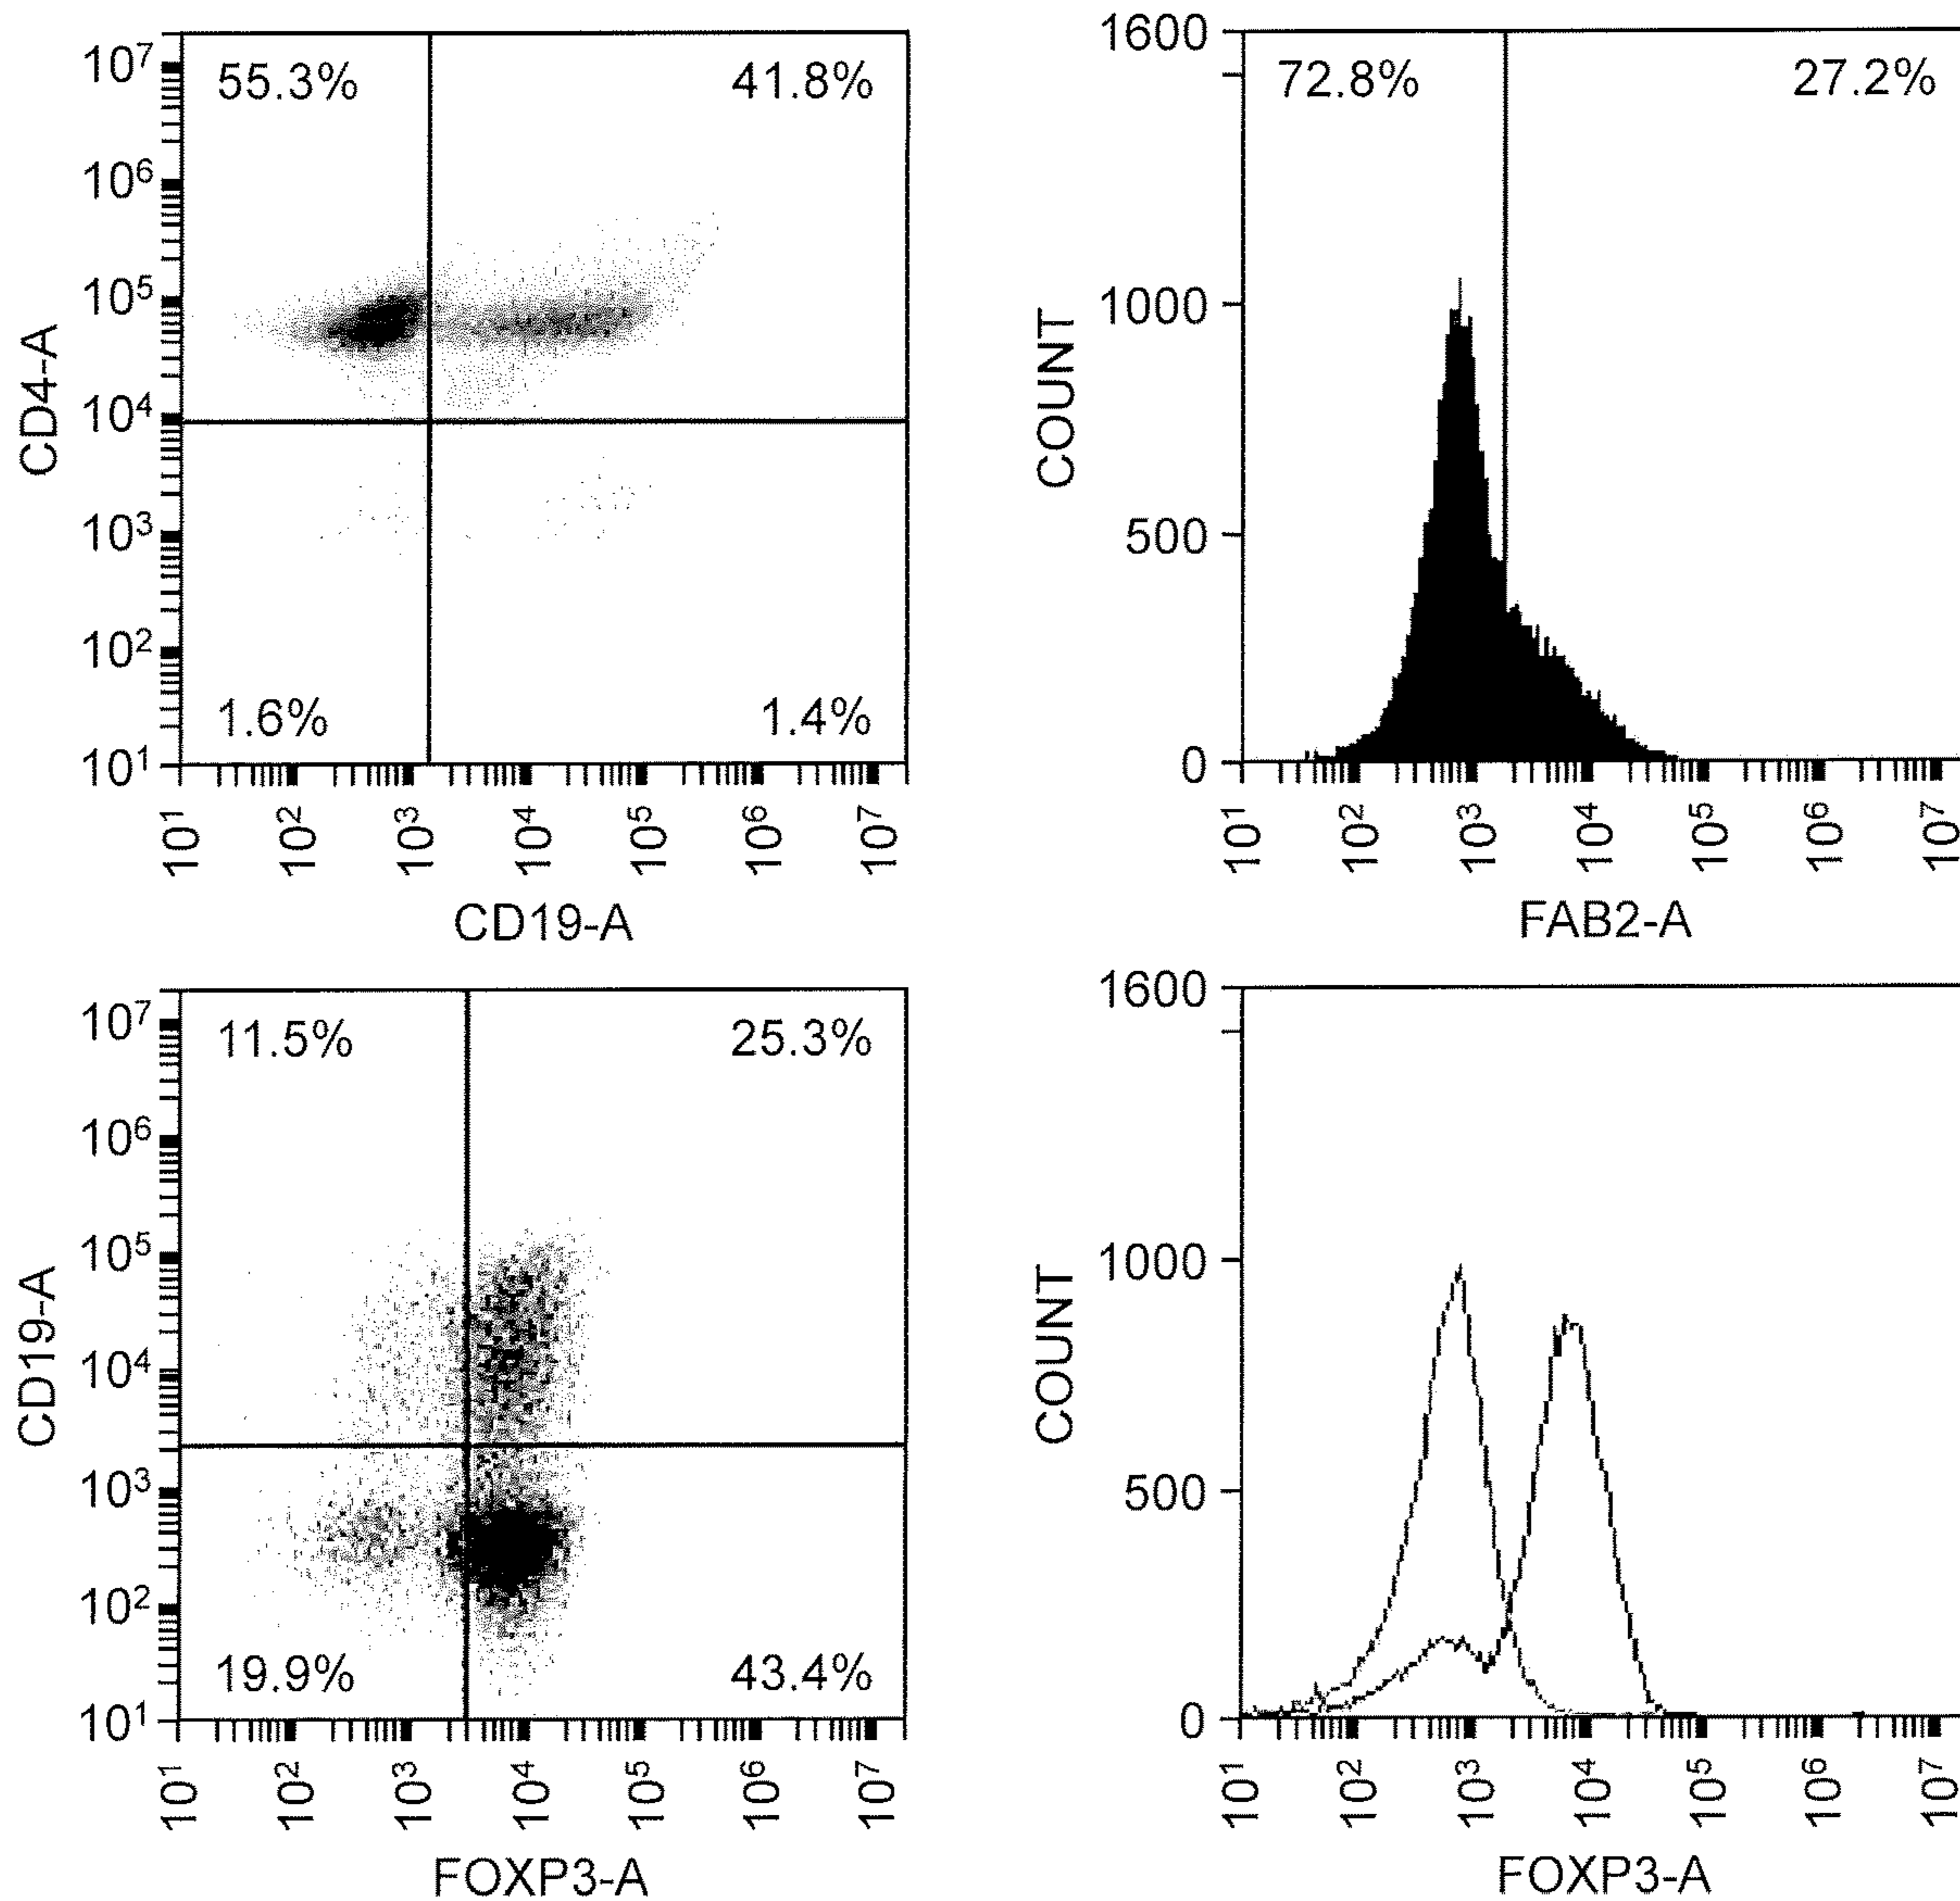 10⁷
55.3% 41.8%
10⁶
10⁵
10⁴
10³
10²
1.6% 1.4%
10¹
CD4-A
10¹ 10² 10³ 10⁴ 10⁵ 10⁶ 10⁷
CD19-A
1600
72.8% 27.2%
1000
500
0
COUNT
10¹ 10² 10³ 10⁴ 10⁵ 10⁶ 10⁷
FAB2-A
10⁷
11.5% 25.3%
10⁶
10⁵
10⁴
10³
10²
19.9% 43.4%
10¹
CD19-A
10¹ 10² 10³ 10⁴ 10⁵ 10⁶ 10⁷
FOXP3-A
1600
1000
500
0
COUNT
10¹ 10² 10³ 10⁴ 10⁵ 10⁶ 10⁷
FOXP3-A